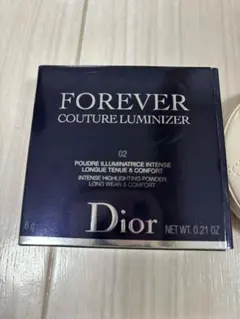 FOREVER
COUTURE LUMINIZER
02
POUDRE ILLUMINATRICE INTENSE
LONGUE TENUE & CONFORT
INTENSE HIGHLIGHTING POWDER
LONG WEAR & COMFORT
6 g
Dior
NET WT. 0.21 OZ